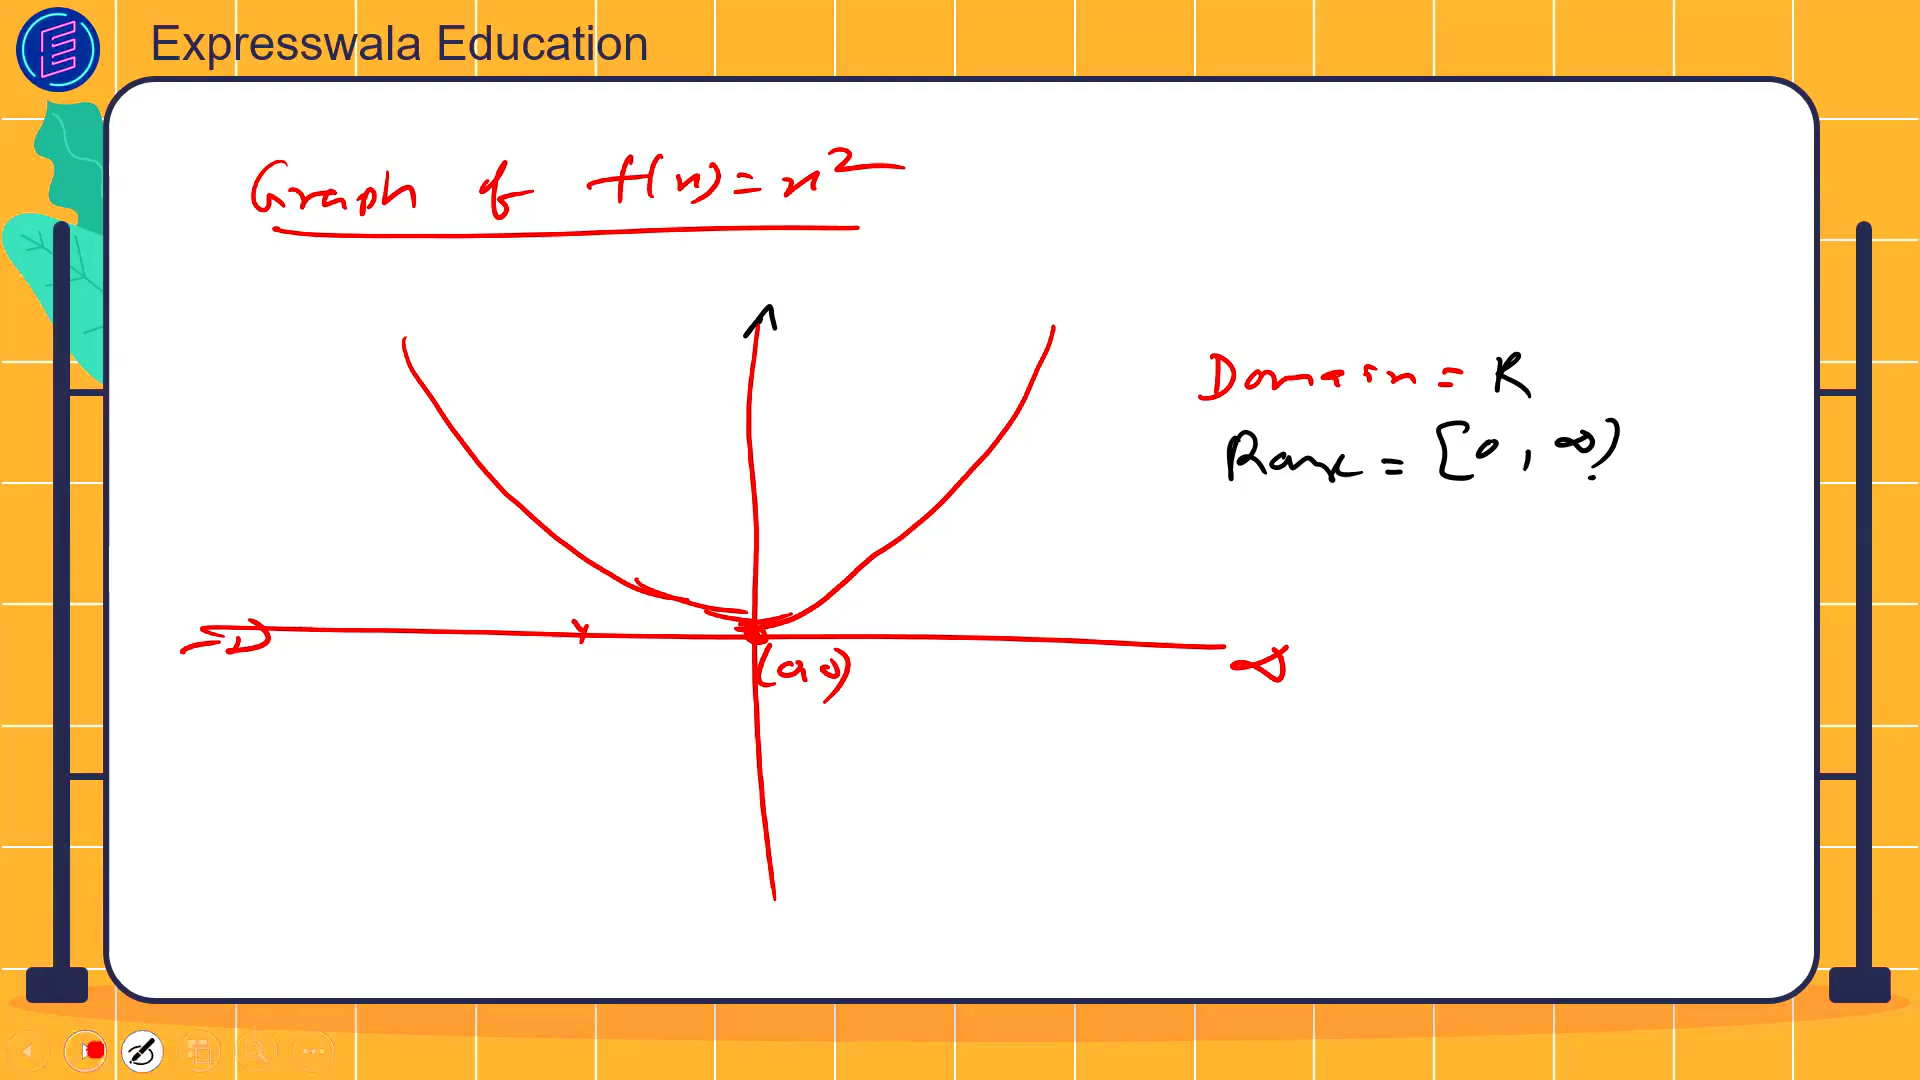 Expresswala Education
Graph of f(x) = x²
Domain = R
Range = [0, ∞)
-∞
∞
(0,0)